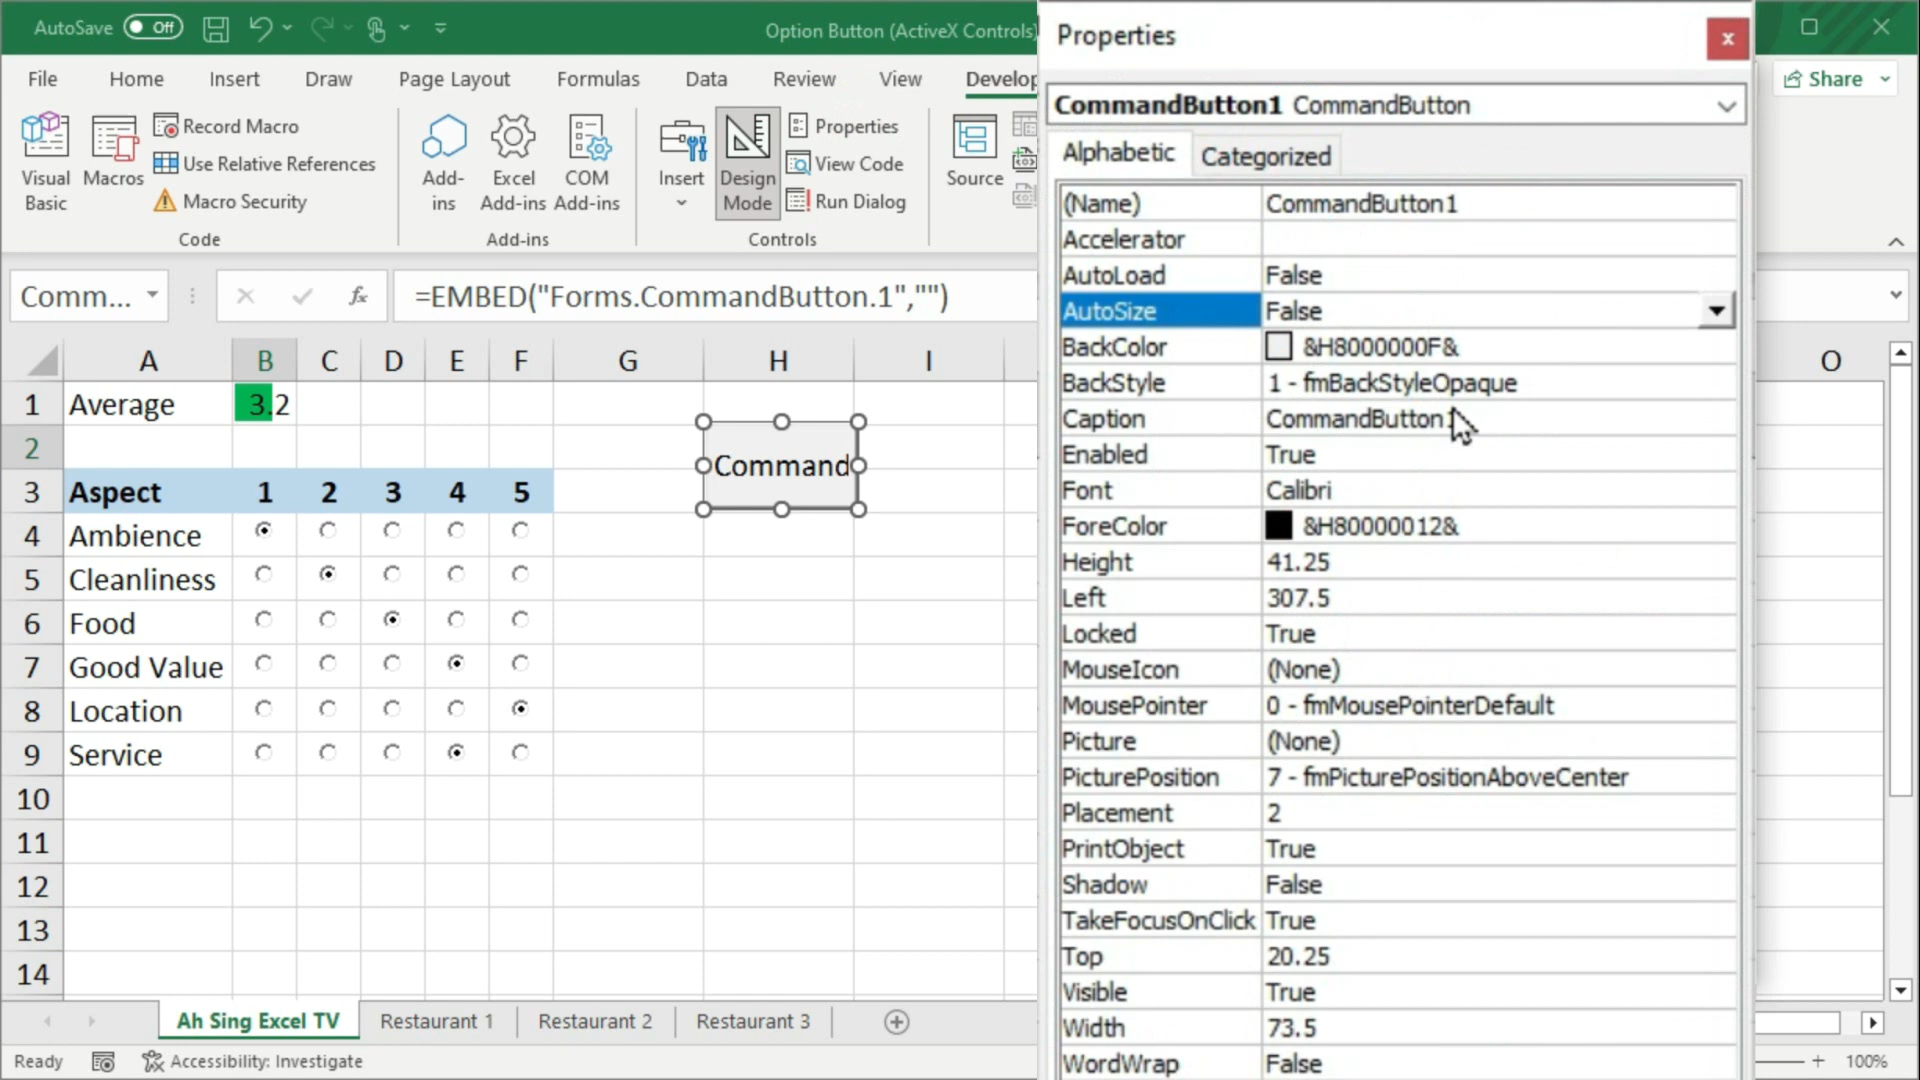 AutoSave Off
Option Button (ActiveX Controls)
File Home Insert Draw Page Layout Formulas Data Review View Develop
Share
Visual Basic
Macros
Record Macro
Use Relative References
Macro Security
Code
Add-ins
Excel Add-ins
COM Add-ins
Add-ins
Insert
Design Mode
Properties
View Code
Run Dialog
Controls
Source
Comm...
fx
=EMBED("Forms.CommandButton.1","")
A B C D E F G H I O
1 Average 3.2
2
3 Aspect 1 2 3 4 5
4 Ambience
5 Cleanliness
6 Food
7 Good Value
8 Location
9 Service
10
11
12
13
14
Command
Ah Sing Excel TV Restaurant 1 Restaurant 2 Restaurant 3
Ready Accessibility: Investigate
100%
Properties
x
CommandButton1 CommandButton
Alphabetic Categorized
(Name) CommandButton1
Accelerator
AutoLoad False
AutoSize False
BackColor &H8000000F&
BackStyle 1 - fmBackStyleOpaque
Caption CommandButton1
Enabled True
Font Calibri
ForeColor &H80000012&
Height 41.25
Left 307.5
Locked True
MouseIcon (None)
MousePointer 0 - fmMousePointerDefault
Picture (None)
PicturePosition 7 - fmPicturePositionAboveCenter
Placement 2
PrintObject True
Shadow False
TakeFocusOnClick True
Top 20.25
Visible True
Width 73.5
WordWrap False